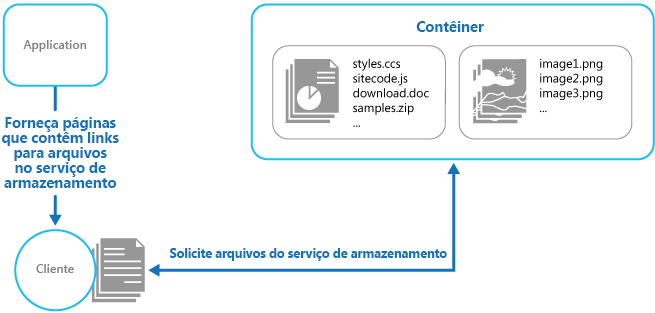 Application
Contêiner
styles.ccs
sitecode.js
download.doc
samples.zip
...
image1.png
image2.png
image3.png
...
Forneça páginas
que contêm links
para arquivos
no serviço de
armazenamento
Solicite arquivos do serviço de armazenamento
Cliente